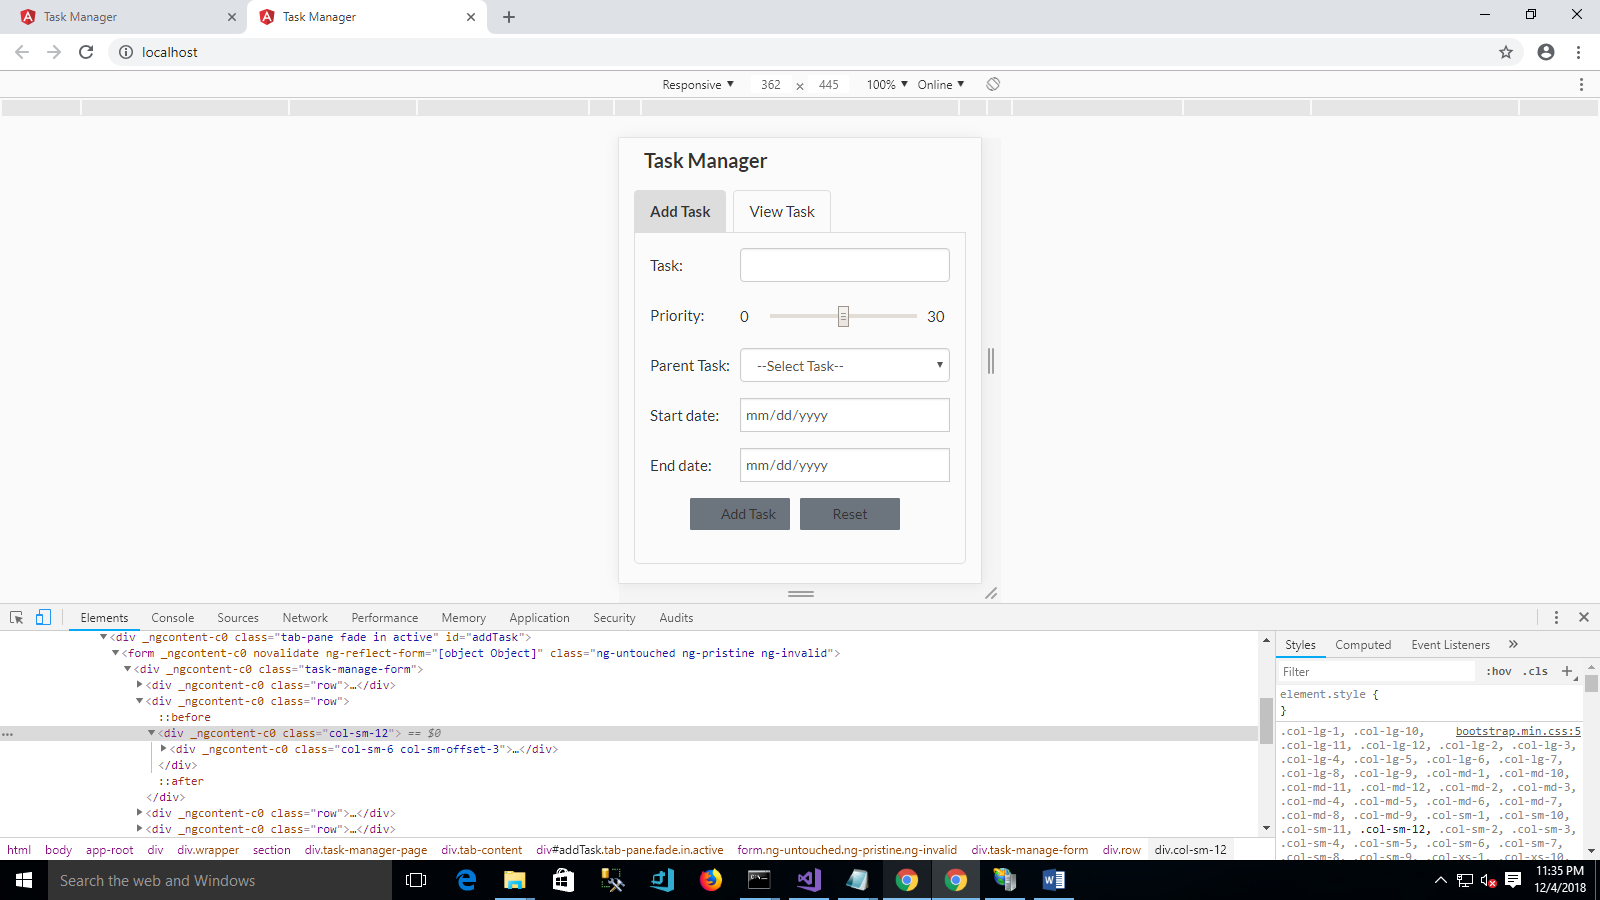 Task Manager
Task Manager
localhost
Responsive ▼ 362 x 445 100% ▼ Online ▼
Task Manager
Add Task View Task
Task:
Priority: 0 30
Parent Task: --Select Task--
Start date: mm/dd/yyyy
End date: mm/dd/yyyy
Add Task Reset
Elements Console Sources Network Performance Memory Application Security Audits
<div _ngcontent-c0 class="tab-pane fade in active" id="addTask">
<form _ngcontent-c0 novalidate ng-reflect-form="[object Object]" class="ng-untouched ng-pristine ng-invalid">
<div _ngcontent-c0 class="task-manage-form">
<div _ngcontent-c0 class="row">…</div>
<div _ngcontent-c0 class="row">
::before
<div _ngcontent-c0 class="col-sm-12"> == $0
<div _ngcontent-c0 class="col-sm-6 col-sm-offset-3">…</div>
</div>
::after
</div>
<div _ngcontent-c0 class="row">…</div>
<div _ngcontent-c0 class="row">…</div>
html body app-root div div.wrapper section div.task-manager-page div.tab-content div#addTask.tab-pane.fade.in.active form.ng-untouched.ng-pristine.ng-invalid div.task-manage-form div.row div.col-sm-12
Styles Computed Event Listeners »
Filter :hov .cls +
element.style {
}
.col-lg-1, .col-lg-10, bootstrap.min.css:5
.col-lg-11, .col-lg-12, .col-lg-2, .col-lg-3,
.col-lg-4, .col-lg-5, .col-lg-6, .col-lg-7,
.col-lg-8, .col-lg-9, .col-md-1, .col-md-10,
.col-md-11, .col-md-12, .col-md-2, .col-md-3,
.col-md-4, .col-md-5, .col-md-6, .col-md-7,
.col-md-8, .col-md-9, .col-sm-1, .col-sm-10,
.col-sm-11, .col-sm-12, .col-sm-2, .col-sm-3,
.col-sm-4, .col-sm-5, .col-sm-6, .col-sm-7,
.col-sm-8, .col-sm-9, .col-xs-1, .col-xs-10,
Search the web and Windows
11:35 PM
12/4/2018